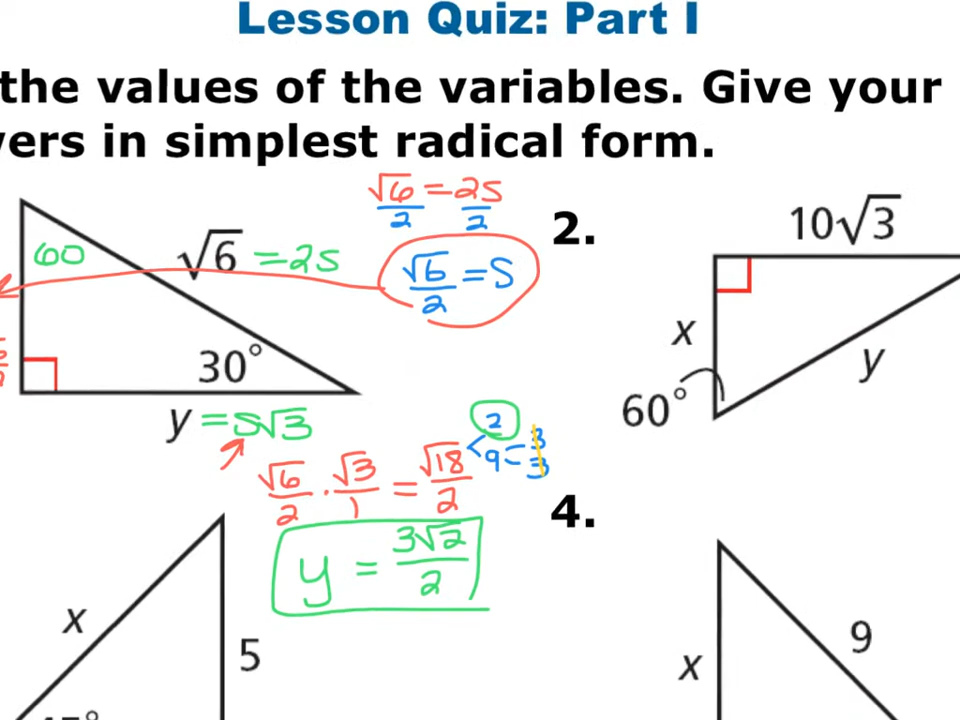 Lesson Quiz: Part I
the values of the variables. Give your
vers in simplest radical form.
√6 = 2s
2 2
60
√6 = 2s
√6/2 = S
30°
y = S√3
√6/2 · √3/1 = √18/2
2
9 = 3
3
y = 3√2/2
2.
10√3
x
y
60°
x
5
45°
4.
x
9